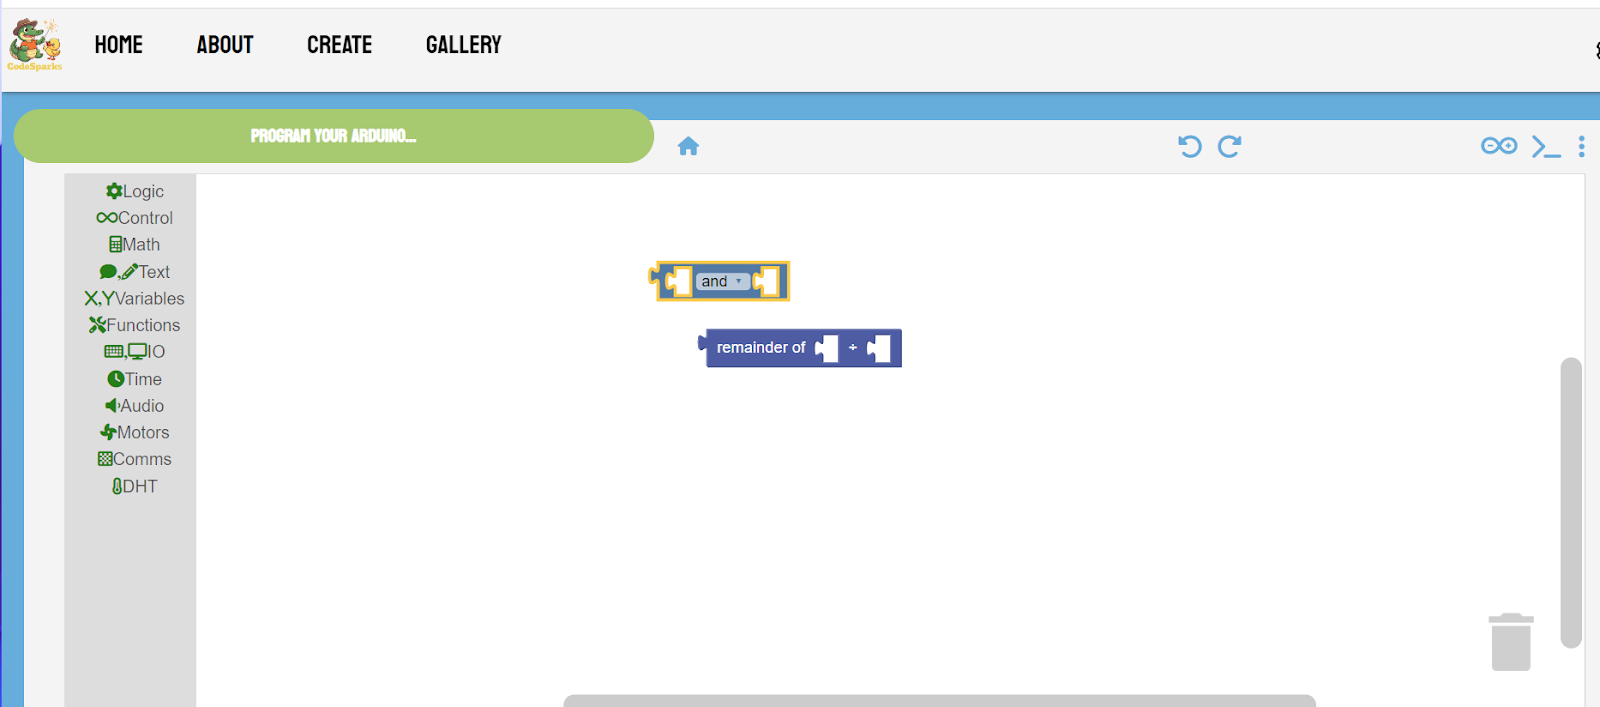 HOME ABOUT CREATE GALLERY
CodeSparks
PROGRAM YOUR ARDUINO...
Logic
Control
Math
Text
X,Y Variables
Functions
IO
Time
Audio
Motors
Comms
DHT
and
remainder of ÷